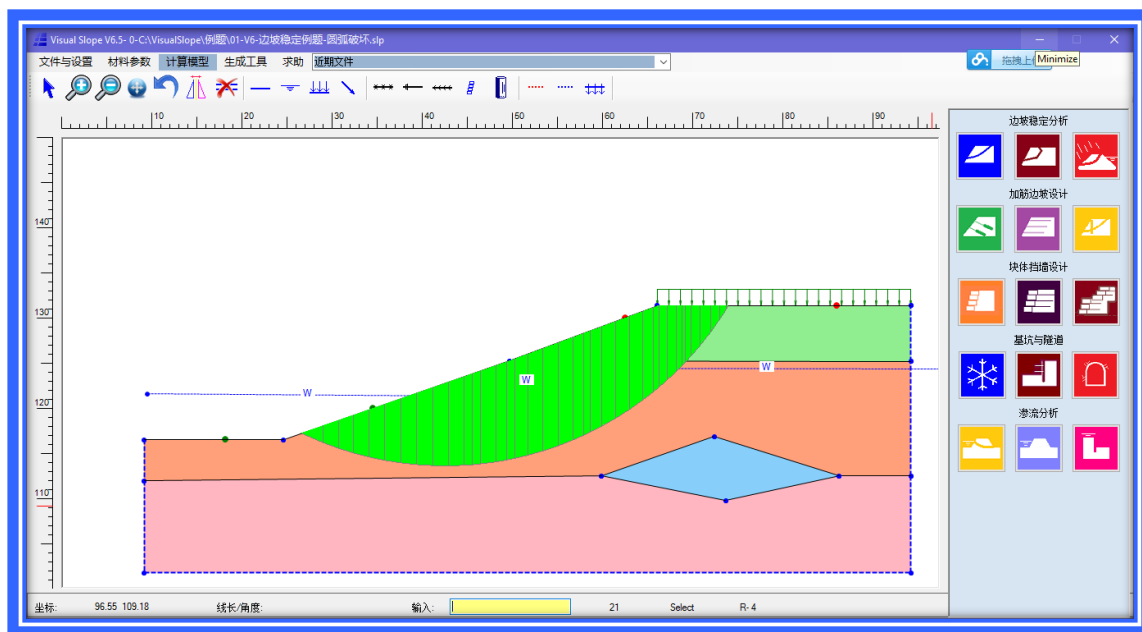 Visual Slope V6.5- 0-C:\VisualSlope\例题\01-V6-边坡稳定例题-圆弧破坏.slp
文件与设置 材料参数 计算模型 生成工具 求助 近期文件
拖拽上
Minimize
10 20 30 40 50 60 70 80 90
边坡稳定分析
加筋边坡设计
块体挡墙设计
基坑与隧道
渗流分析
140
130
120
110
W
W
W
坐标: 96.55 109.18 线长/角度: 输入: 21 Select R- 4